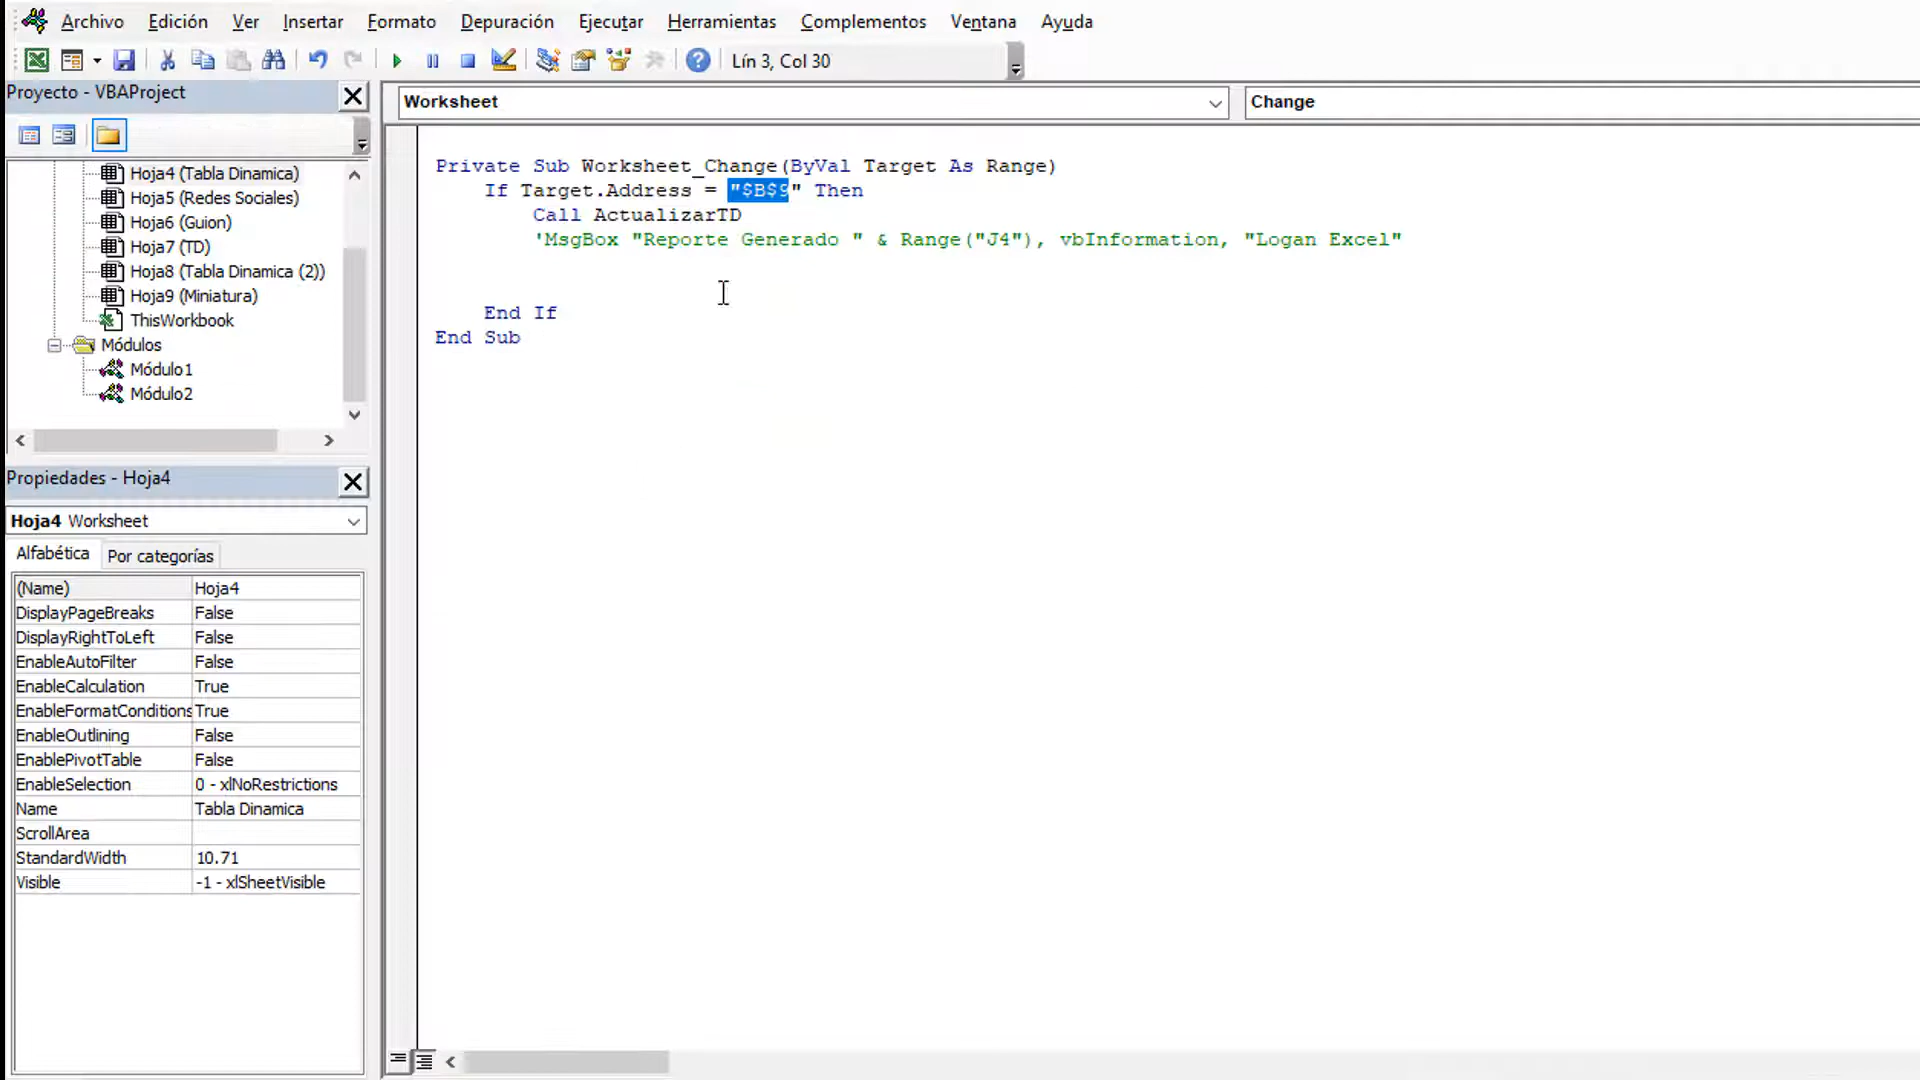 Archivo Edición Ver Insertar Formato Depuración Ejecutar Herramientas Complementos Ventana Ayuda
Lín 3, Col 30
Proyecto - VBAProject
Hoja4 (Tabla Dinamica)
Hoja5 (Redes Sociales)
Hoja6 (Guion)
Hoja7 (TD)
Hoja8 (Tabla Dinamica (2))
Hoja9 (Miniatura)
ThisWorkbook
Módulos
Módulo1
Módulo2
Propiedades - Hoja4
Hoja4 Worksheet
Alfabética Por categorías
(Name) Hoja4
DisplayPageBreaks False
DisplayRightToLeft False
EnableAutoFilter False
EnableCalculation True
EnableFormatConditions True
EnableOutlining False
EnablePivotTable False
EnableSelection 0 - xlNoRestrictions
Name Tabla Dinamica
ScrollArea
StandardWidth 10.71
Visible -1 - xlSheetVisible
Worksheet Change
Private Sub Worksheet_Change(ByVal Target As Range)
If Target.Address = "$B$9" Then
Call ActualizarTD
'MsgBox "Reporte Generado " & Range("J4"), vbInformation, "Logan Excel"
End If
End Sub